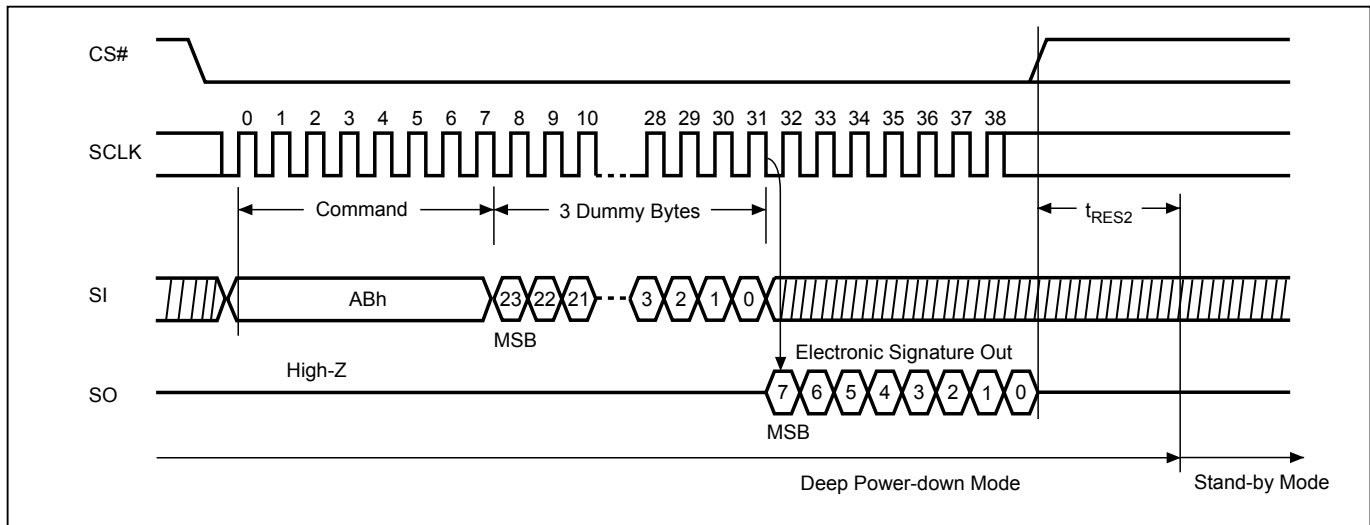 CS#
0 1 2 3 4 5 6 7 8 9 10 28 29 30 31 32 33 34 35 36 37 38
SCLK
Command 3 Dummy Bytes tRES2
SI ABh 23 22 21 3 2 1 0
MSB
Electronic Signature Out
High-Z
SO 7 6 5 4 3 2 1 0
MSB
Deep Power-down Mode Stand-by Mode